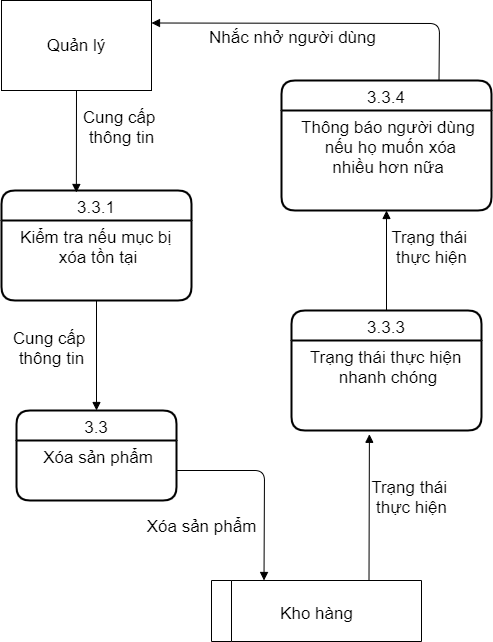 Quản lý
Nhắc nhở người dùng
Cung cấp
thông tin
3.3.4
Thông báo người dùng
nếu họ muốn xóa
nhiều hơn nữa
3.3.1
Kiểm tra nếu mục bị
xóa tồn tại
Trạng thái
thực hiện
Cung cấp
thông tin
3.3.3
Trạng thái thực hiện
nhanh chóng
3.3
Xóa sản phẩm
Trạng thái
thực hiện
Xóa sản phẩm
Kho hàng